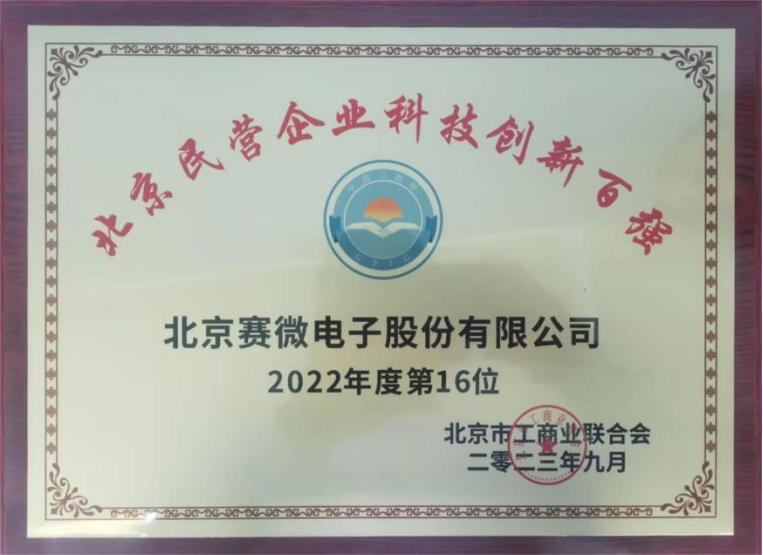 北京民营企业科技创新百强
北京赛微电子股份有限公司
2022年度第16位
北京市工商业联合会
二零二三年九月